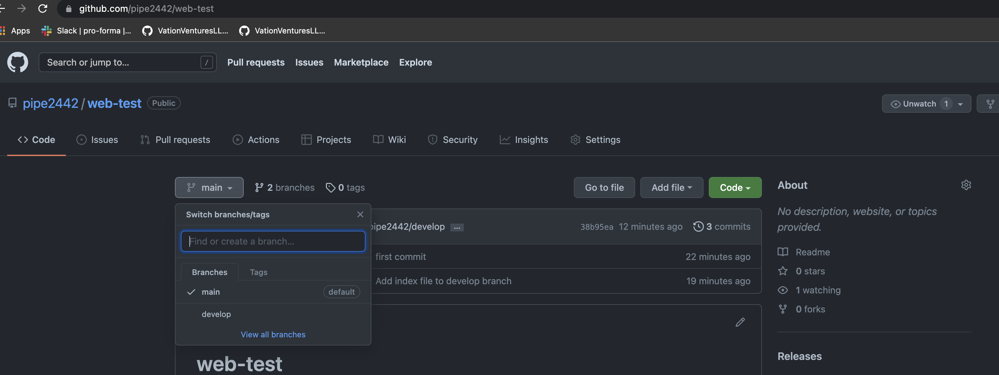 github.com/pipe2442/web-test
Apps
Slack | pro-forma |...
VationVenturesLL...
VationVenturesLL...
Search or jump to...
/
Pull requests
Issues
Marketplace
Explore
pipe2442 / web-test
Public
Unwatch 1
Code
Issues
Pull requests
Actions
Projects
Wiki
Security
Insights
Settings
main
2 branches
0 tags
Go to file
Add file
Code
Switch branches/tags
Find or create a branch...
Branches
Tags
main
default
develop
View all branches
pipe2442/develop
...
38b95ea
12 minutes ago
3 commits
first commit
22 minutes ago
Add index file to develop branch
19 minutes ago
web-test
About
No description, website, or topics
provided.
Readme
0 stars
1 watching
0 forks
Releases